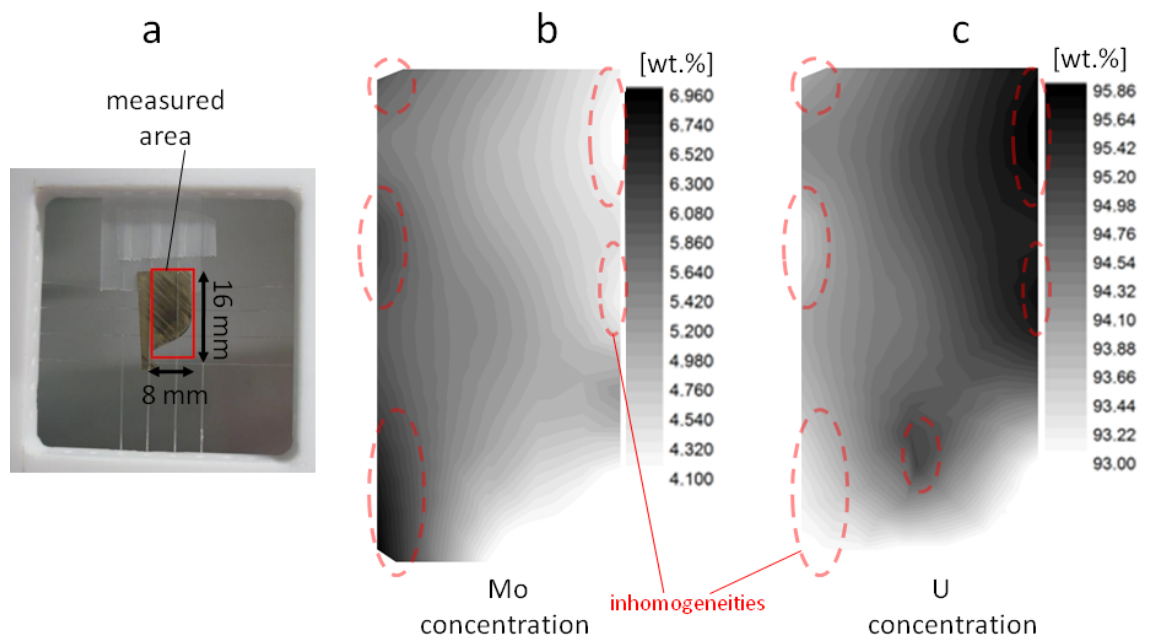 a
b
c
measured
area
16 mm
8 mm
[wt.%]
6.960
6.740
6.520
6.300
6.080
5.860
5.640
5.420
5.200
4.980
4.760
4.540
4.320
4.100
[wt.%]
95.86
95.64
95.42
95.20
94.98
94.76
94.54
94.32
94.10
93.88
93.66
93.44
93.22
93.00
Mo
concentration
inhomogeneities
U
concentration